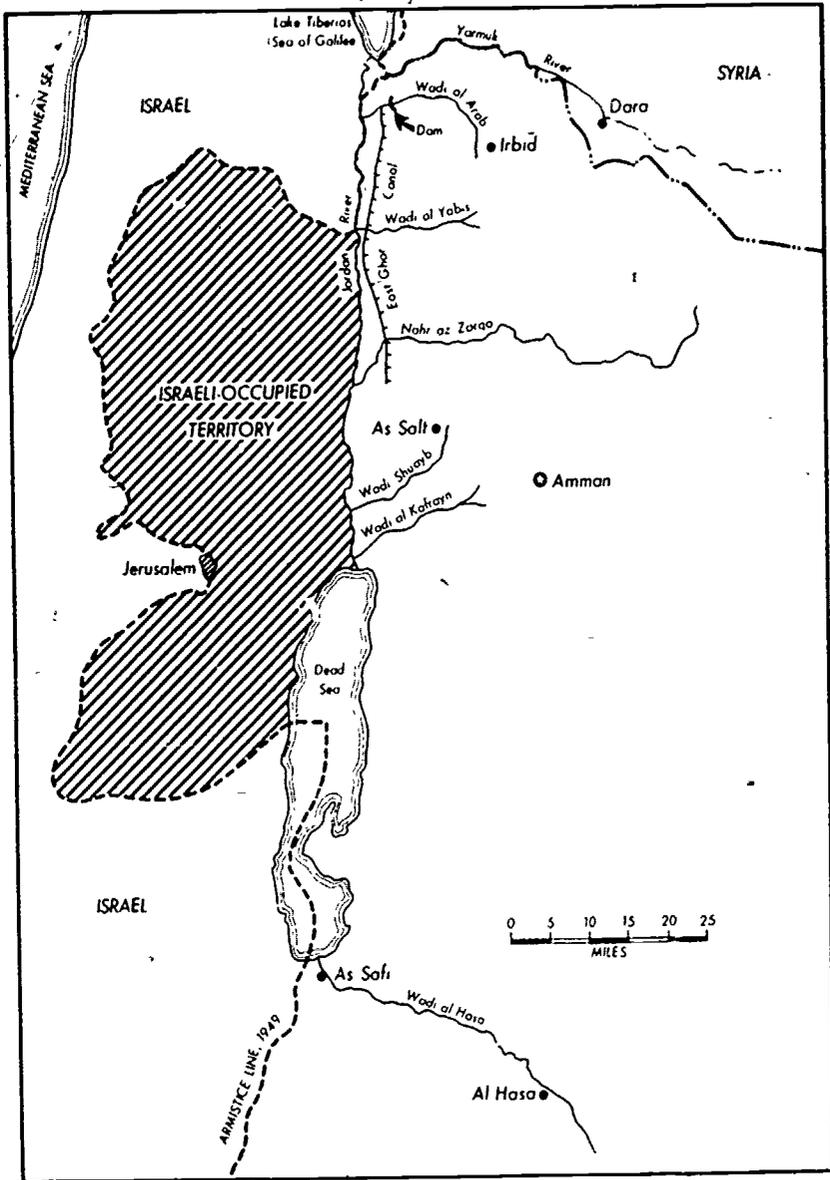 Lake Tiberias
(Sea of Galilee)
Yarmuk
River
SYRIA
MEDITERRANEAN SEA
ISRAEL
Wadi al Arab
Dara
Dam
Irbid
Canal
River
Wadi al Yabis
Jordan
East Ghor
Nahr az Zarqa
ISRAELI-OCCUPIED
TERRITORY
As Salt
Wadi Shuayb
Amman
Wadi al Kafrayn
Jerusalem
Dead
Sea
ISRAEL
0 5 10 15 20 25
MILES
As Safi
Wadi al Hasa
ARMISTICE LINE, 1949
Al Hasa